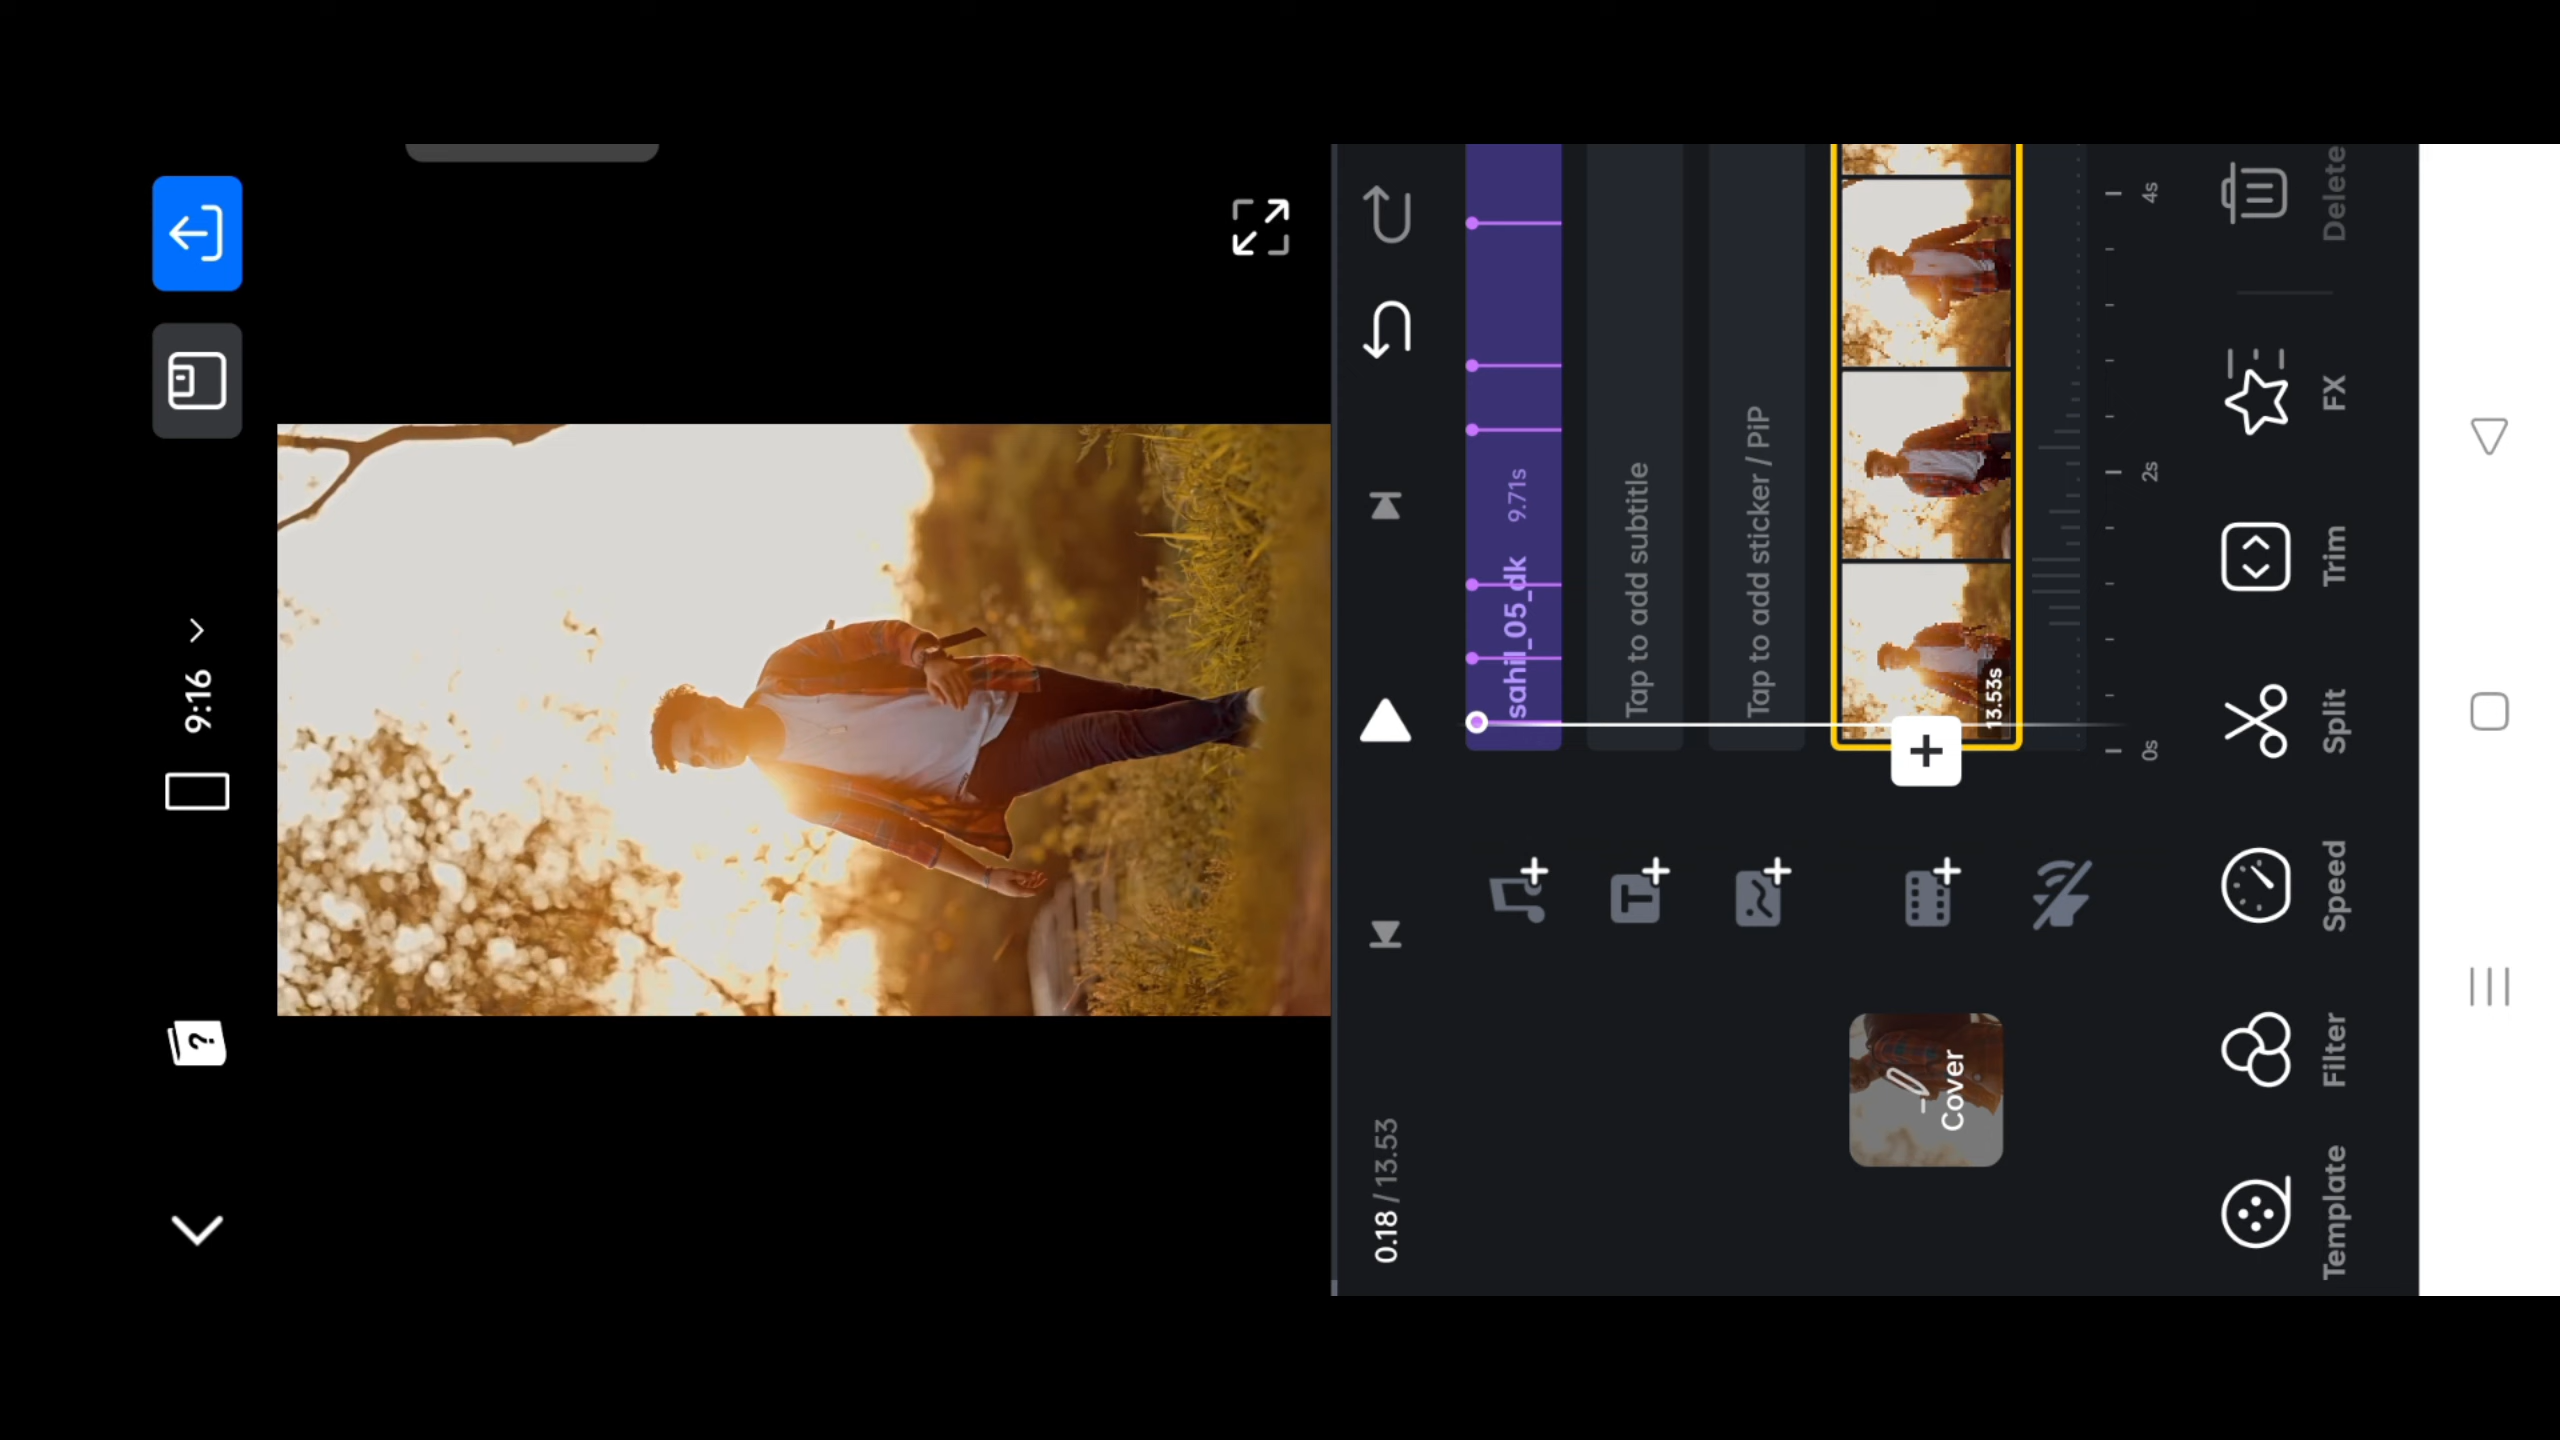 9:16
?
0.18 / 13.53
sahil_05_dk 9.71s
Tap to add subtitle
Tap to add sticker / PiP
Cover
13.53s
0s 2s 4s
Template Filter Speed Split Trim FX Delete